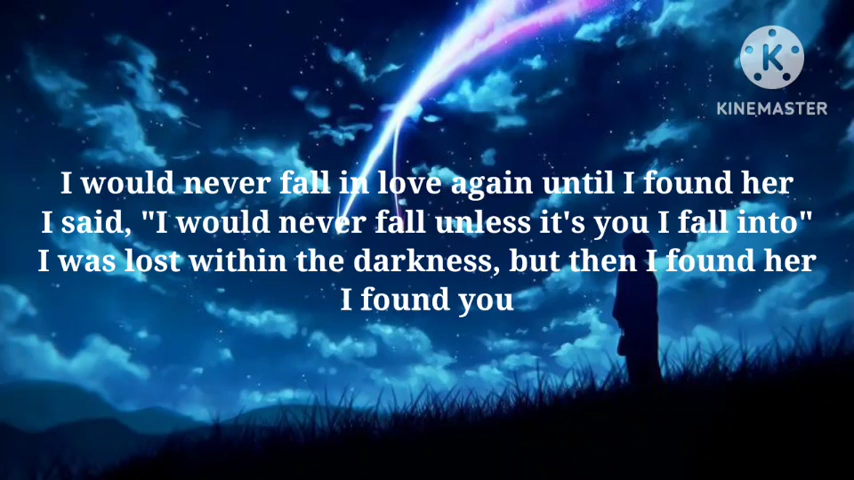 KINEMASTER
I would never fall in love again until I found her
I said, "I would never fall unless it's you I fall into"
I was lost within the darkness, but then I found her
I found you